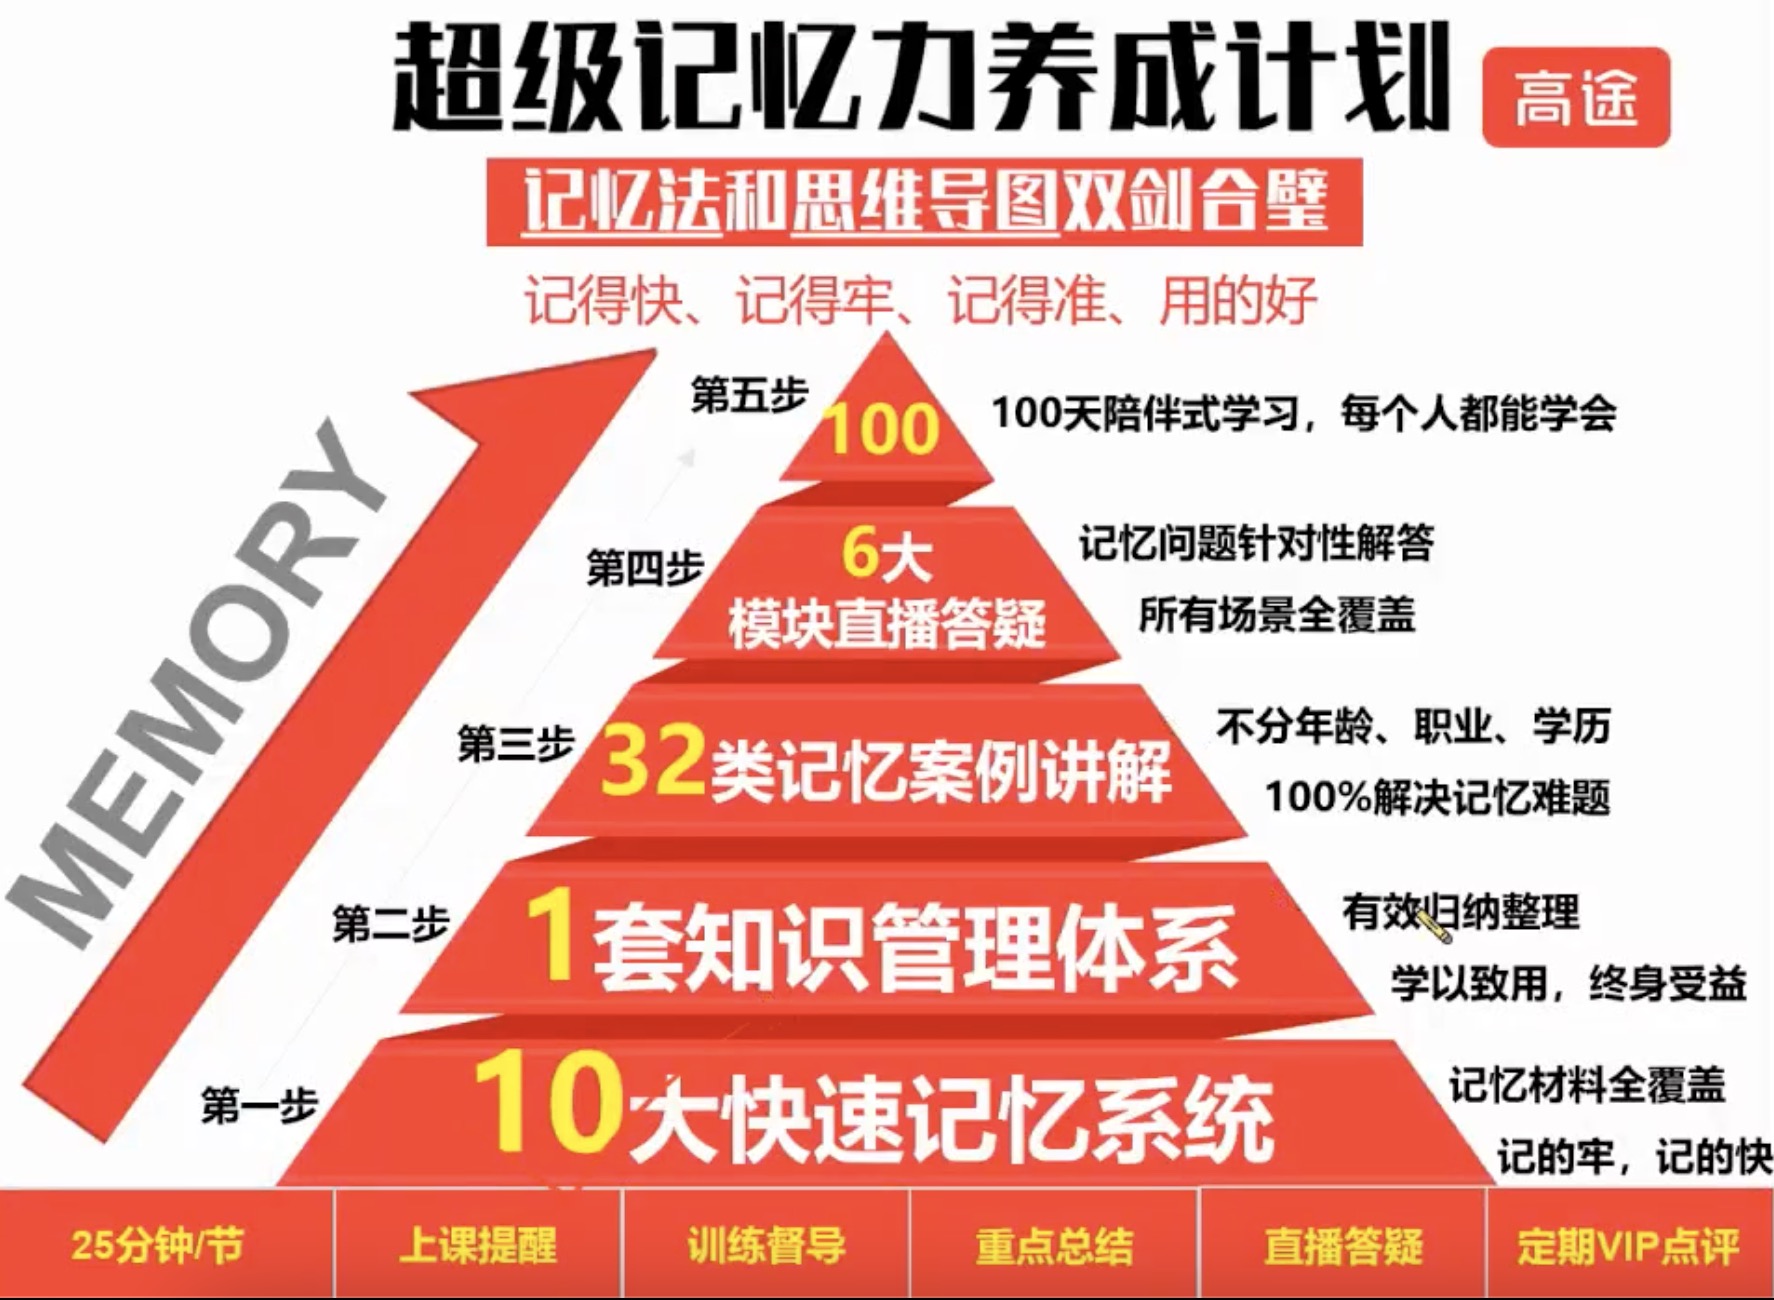 超级记忆力养成计划
高途
记忆法和思维导图双剑合璧
记得快、记得牢、记得准、用的好
MEMORY
第五步
100
100天陪伴式学习，每个人都能学会
第四步
6大
模块直播答疑
记忆问题针对性解答
所有场景全覆盖
第三步
32类记忆案例讲解
不分年龄、职业、学历
100%解决记忆难题
第二步
1套知识管理体系
有效归纳整理
学以致用，终身受益
第一步
10大快速记忆系统
记忆材料全覆盖
记的牢，记的快
25分钟/节
上课提醒
训练督导
重点总结
直播答疑
定期VIP点评